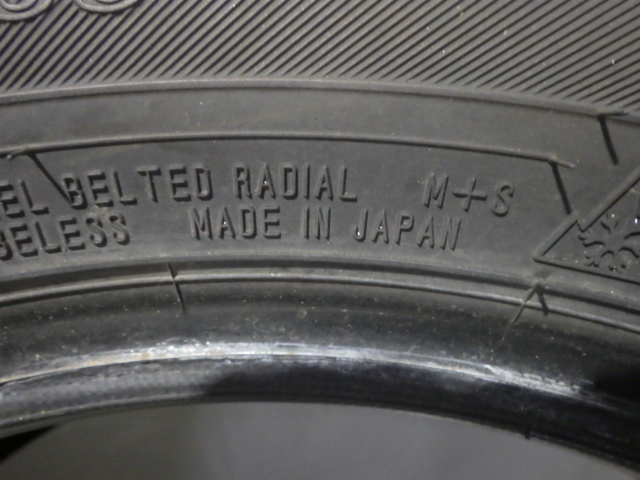 EL BELTED RADIAL M+S
BELESS MADE IN JAPAN